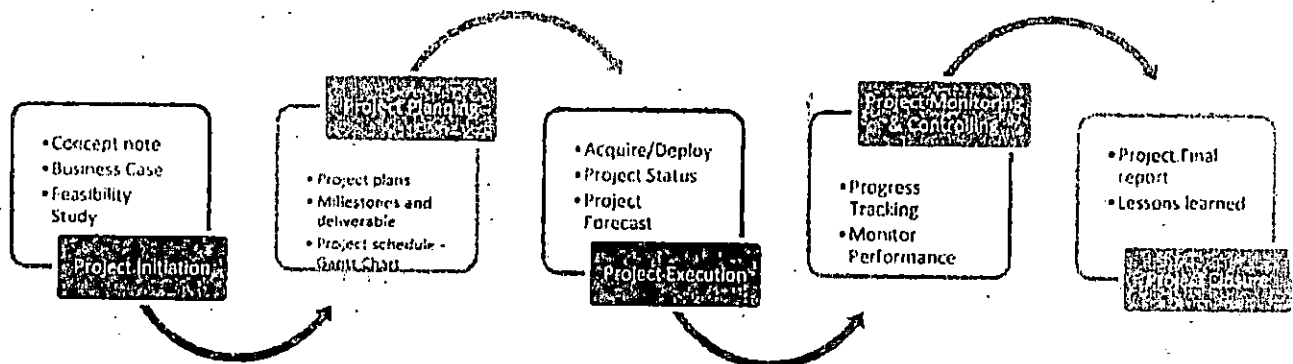 • Concept note
• Business Case
• Feasibility
Study
Project Initiation
Project Planning
• Project plans
• Milestones and
deliverable
• Project schedule -
Gantt Chart
• Acquire/Deploy
• Project Status
• Project
Forecast
Project Execution
Project Monitoring
& Controlling
• Progress
Tracking
• Monitor
Performance
• Project Final
report
• Lessons learned
Project Closure